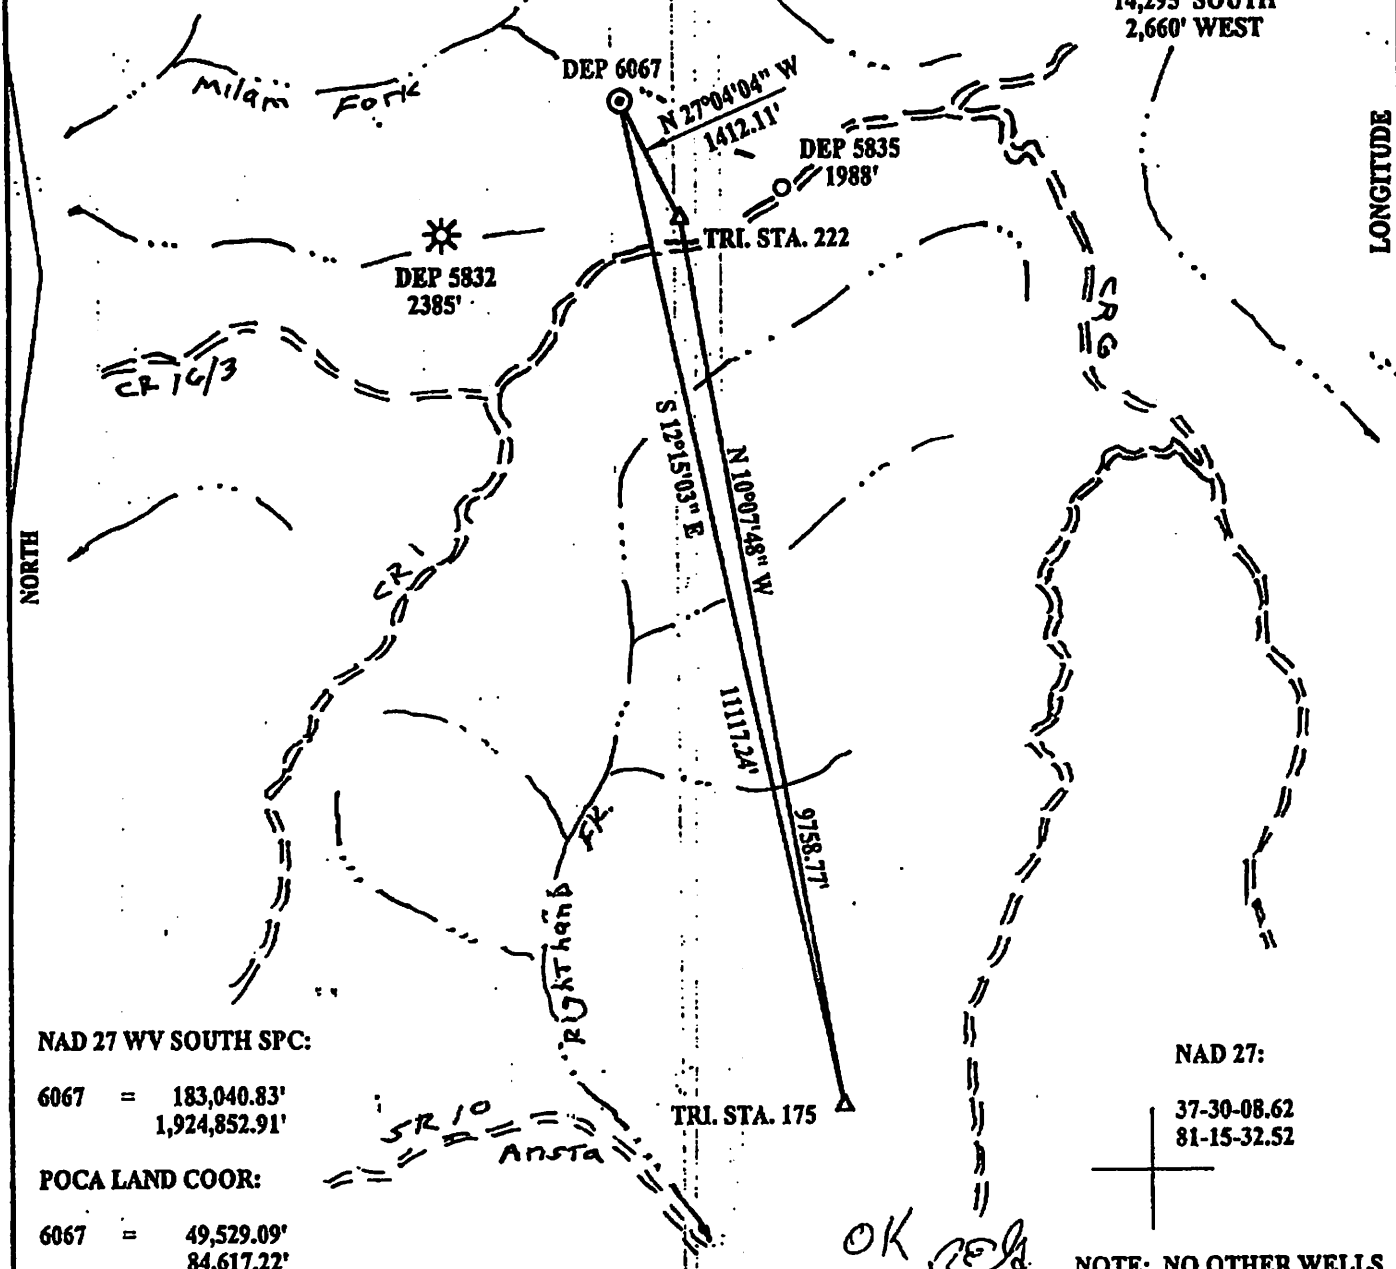 14,295' SOUTH
2,660' WEST
DEP 6067
Milam Fork
N 27°04'04" W
1412.11'
DEP 5835
1988'
LONGITUDE
TRI. STA. 222
DEP 5832
2385'
CR 6
CR 16/3
S 12°15'03" E
N 10°07'48" W
NORTH
CR 1
11117.24'
9758.77'
Righthand FK.
NAD 27 WV SOUTH SPC:
6067 = 183,040.83'
1,924,852.91'
NAD 27:
37-30-08.62
81-15-32.52
TRI. STA. 175
SR 10
Ansta
POCA LAND COOR:
6067 = 49,529.09'
84,617.22'
OK
NOTE: NO OTHER WELLS